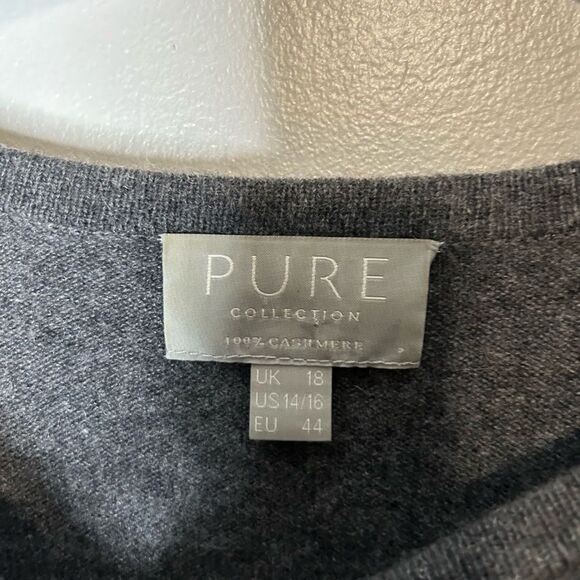 PURE
COLLECTION
100% CASHMERE
UK 18
US 14/16
EU 44